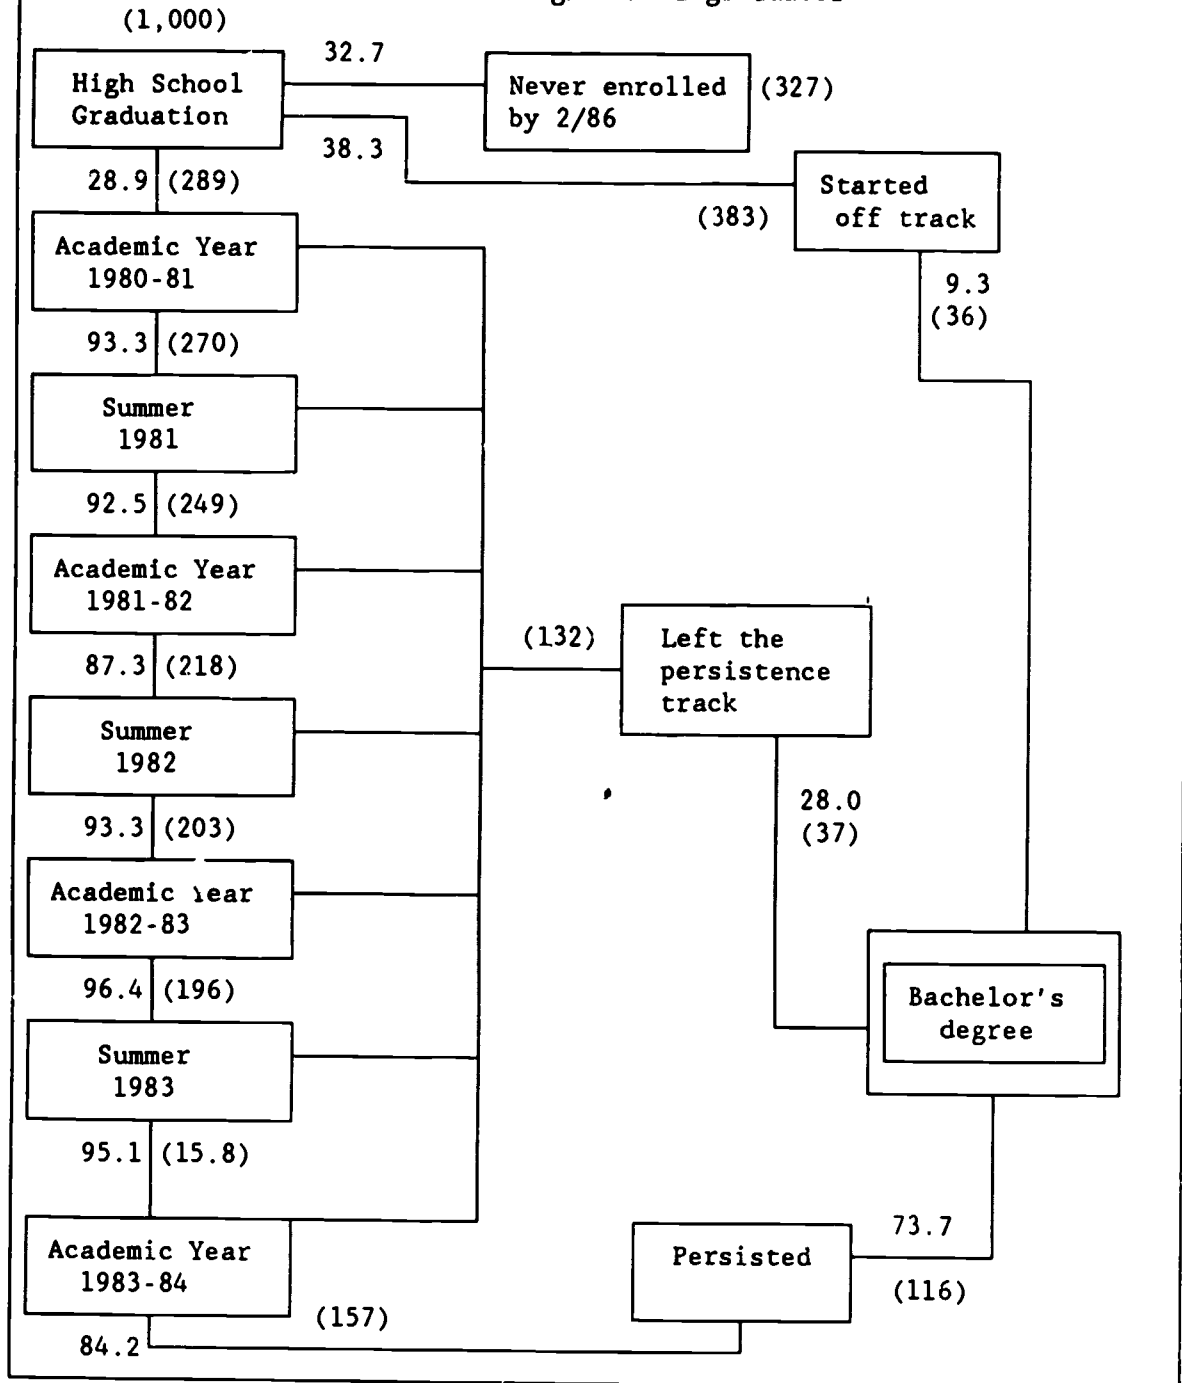 (1,000)
32.7
High School
Graduation
Never enrolled
by 2/86
(327)
38.3
28.9 (289)
Started
off track
(383)
Academic Year
1980-81
9.3
(36)
93.3 (270)
Summer
1981
92.5 (249)
Academic Year
1981-82
(132)
Left the
persistence
track
87.3 (218)
Summer
1982
28.0
(37)
93.3 (203)
Academic Year
1982-83
96.4 (196)
Bachelor's
degree
Summer
1983
95.1 (15.8)
73.7
Academic Year
1983-84
Persisted
(116)
(157)
84.2